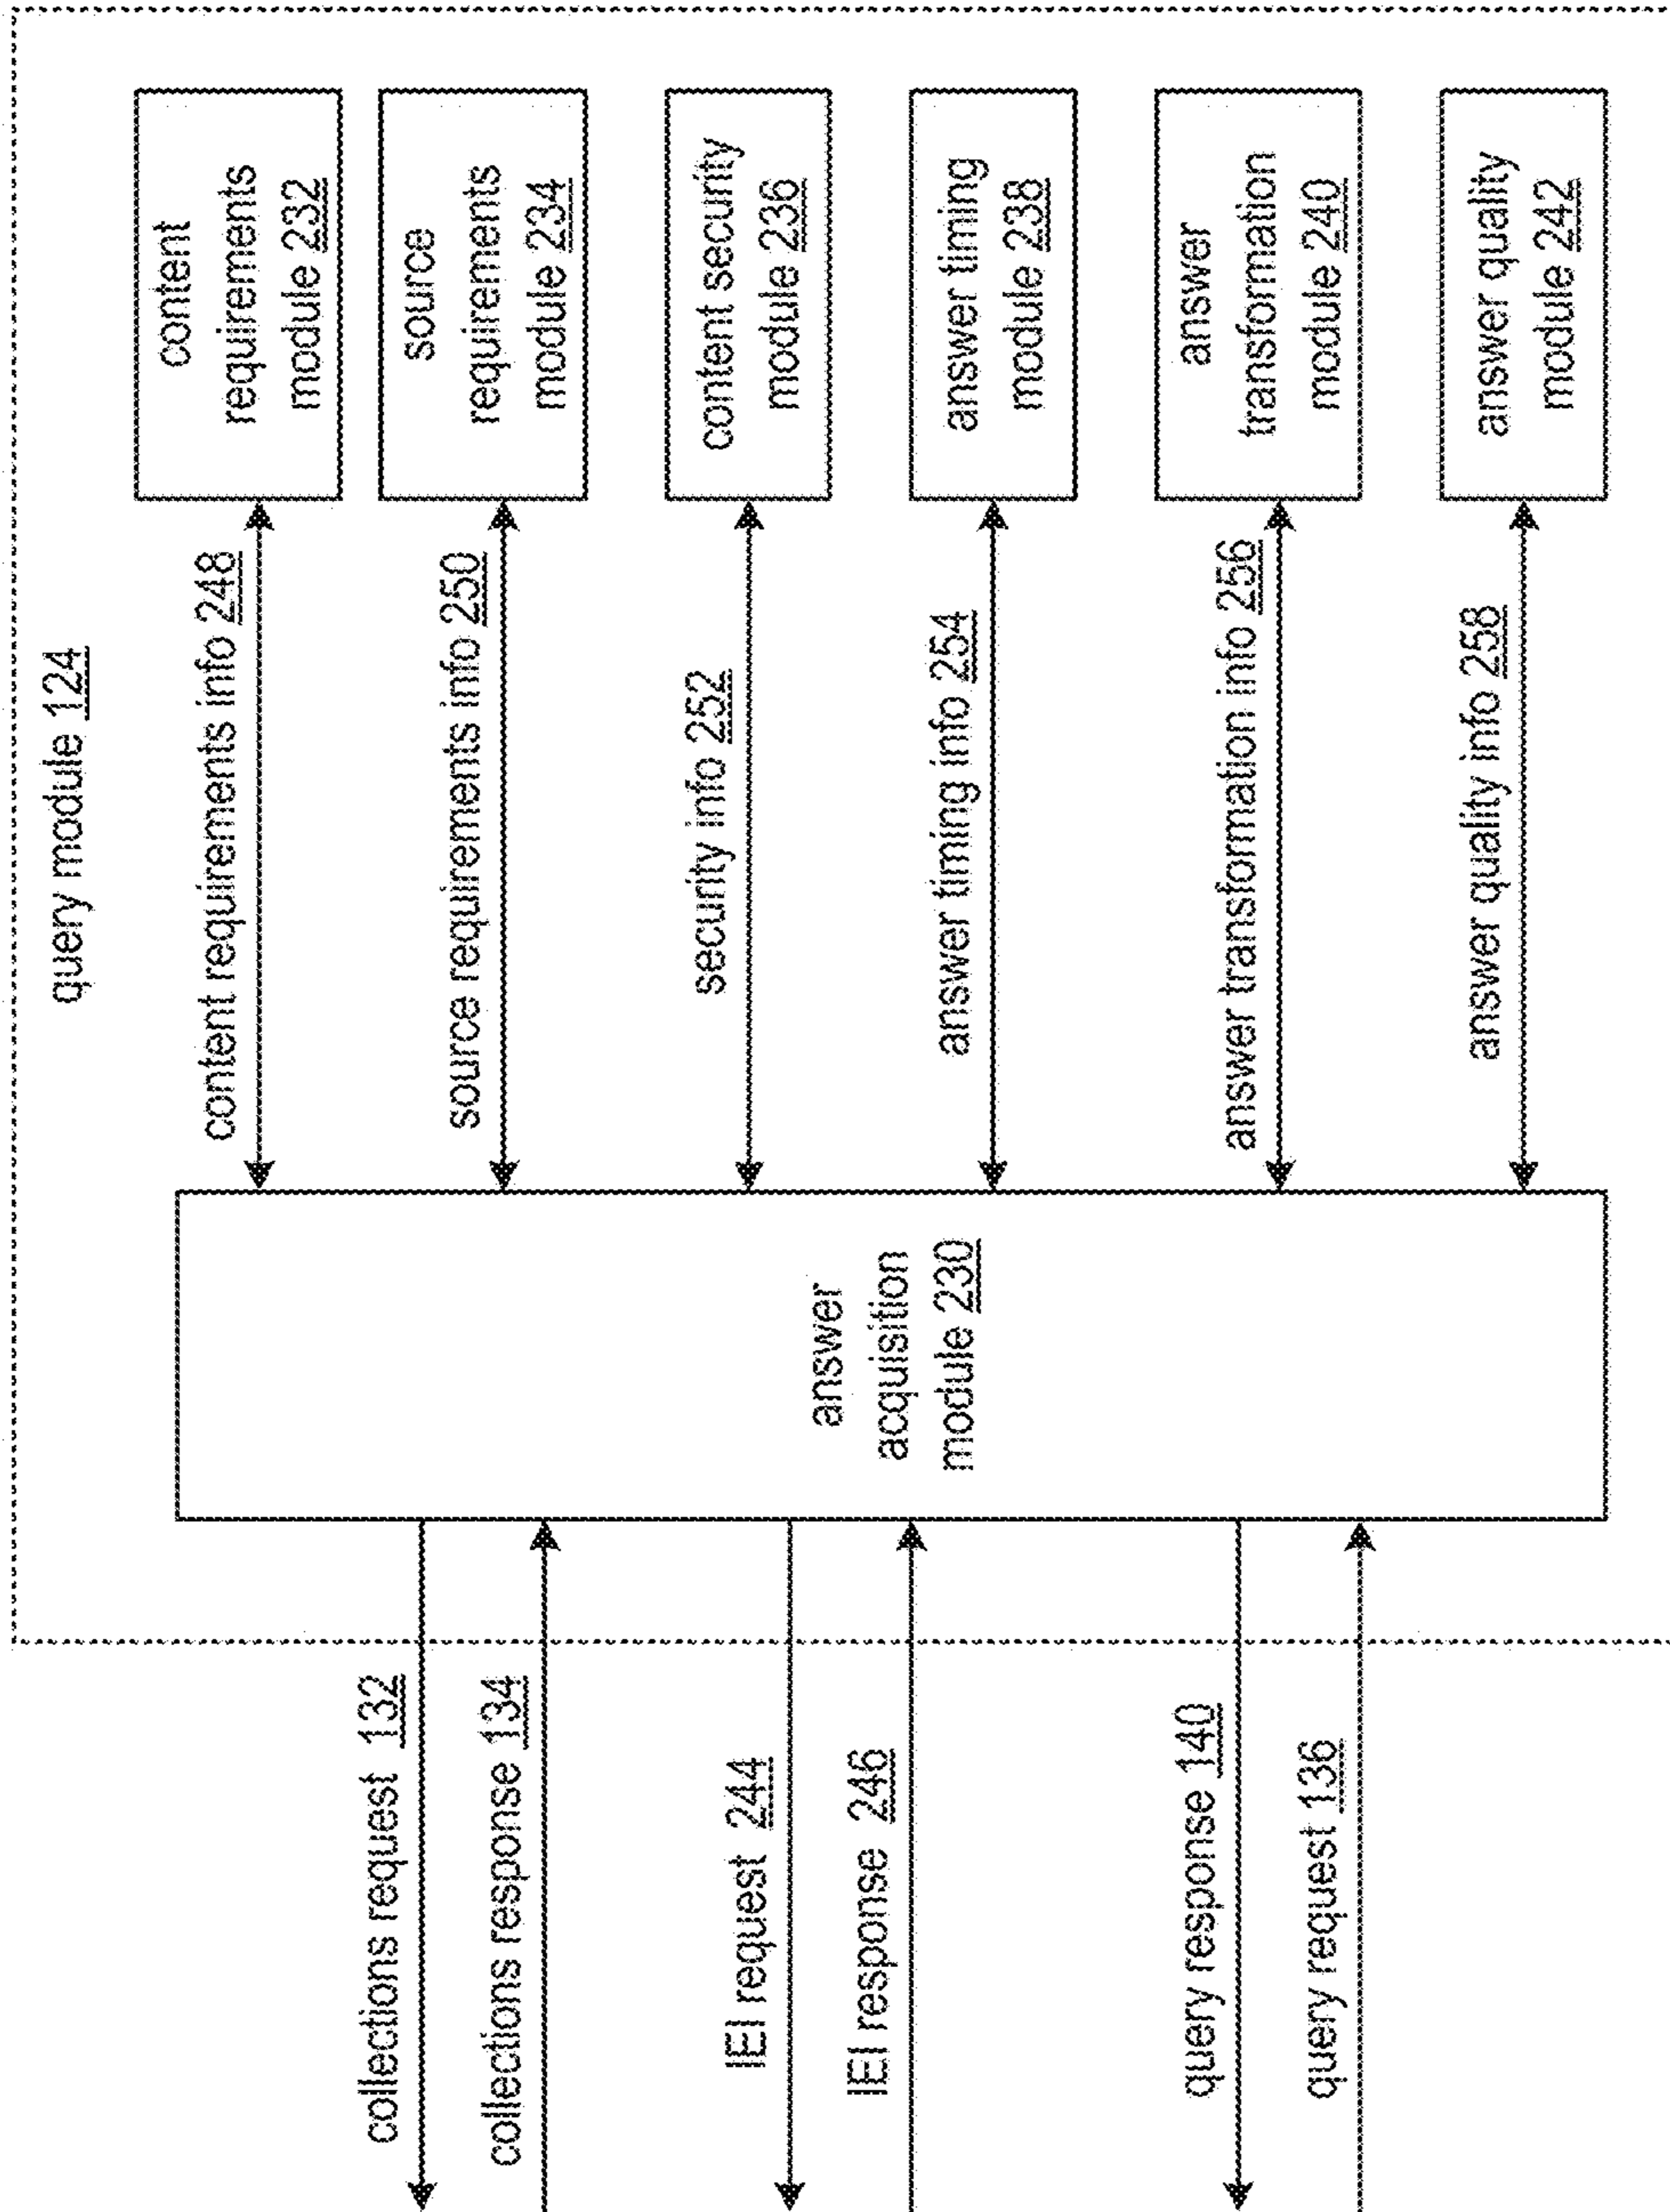 query module 124
collections request 132
collections response 134
IEI request 244
IEI response 246
query response 140
query request 136
answer
acquisition
module 230
content requirements info 248
source requirements info 250
security info 252
answer timing info 254
answer transformation info 256
answer quality info 258
content
requirements
module 232
source
requirements
module 234
content security
module 236
answer timing
module 238
answer
transformation
module 240
answer quality
module 242